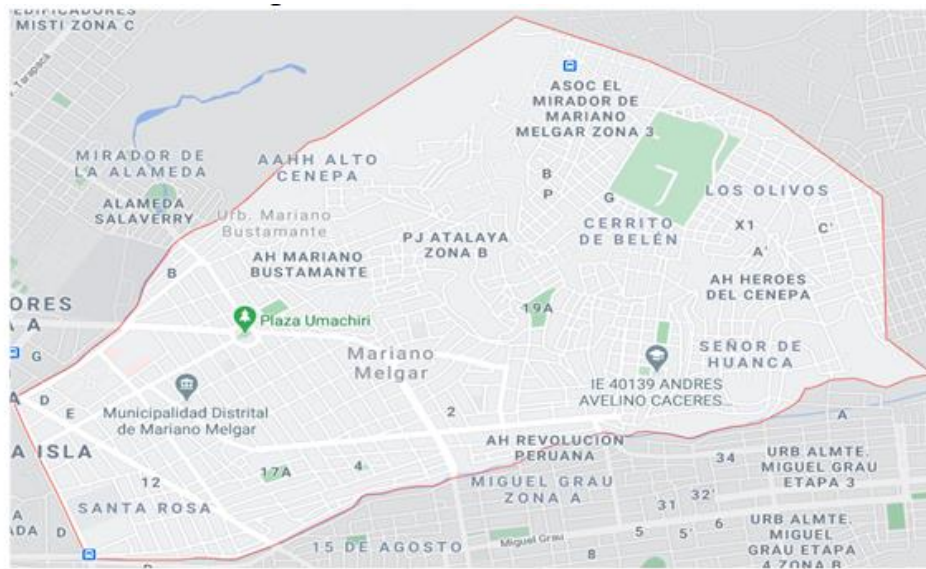 EDIFICADORES
MISTI ZONA C
Tarapacá
MIRADOR DE
LA ALAMEDA
ALAMEDA
SALAVERRY
AAHH ALTO
CENEPA
Urb. Mariano
Bustamante
AH MARIANO
BUSTAMANTE
B
ASOC EL
MIRADOR DE
MARIANO
MELGAR ZONA 3
B
P
G
LOS OLIVOS
CERRITO
DE BELÉN
X1
C'
A'
PJ ATALAYA
ZONA B
AH HEROES
DEL CENEPA
ORES
A A
G
Plaza Umachiri
19A
Mariano
Melgar
SEÑOR DE
HUANCA
IE 40139 ANDRES
AVELINO CACERES...
Municipalidad Distrital
de Mariano Melgar
A
D
E
2
A
A ISLA
AH REVOLUCIÓN
PERUANA
17A
4
12
SANTA ROSA
MIGUEL GRAU
ZONA A
34
URB ALMTE.
MIGUEL GRAU
ETAPA 3
31
32'
A
ADA
D
15 DE AGOSTO
Miguel Grau
5
5'
6
8
URB ALMTE.
MIGUEL
GRAU ETAPA
4 ZONA B